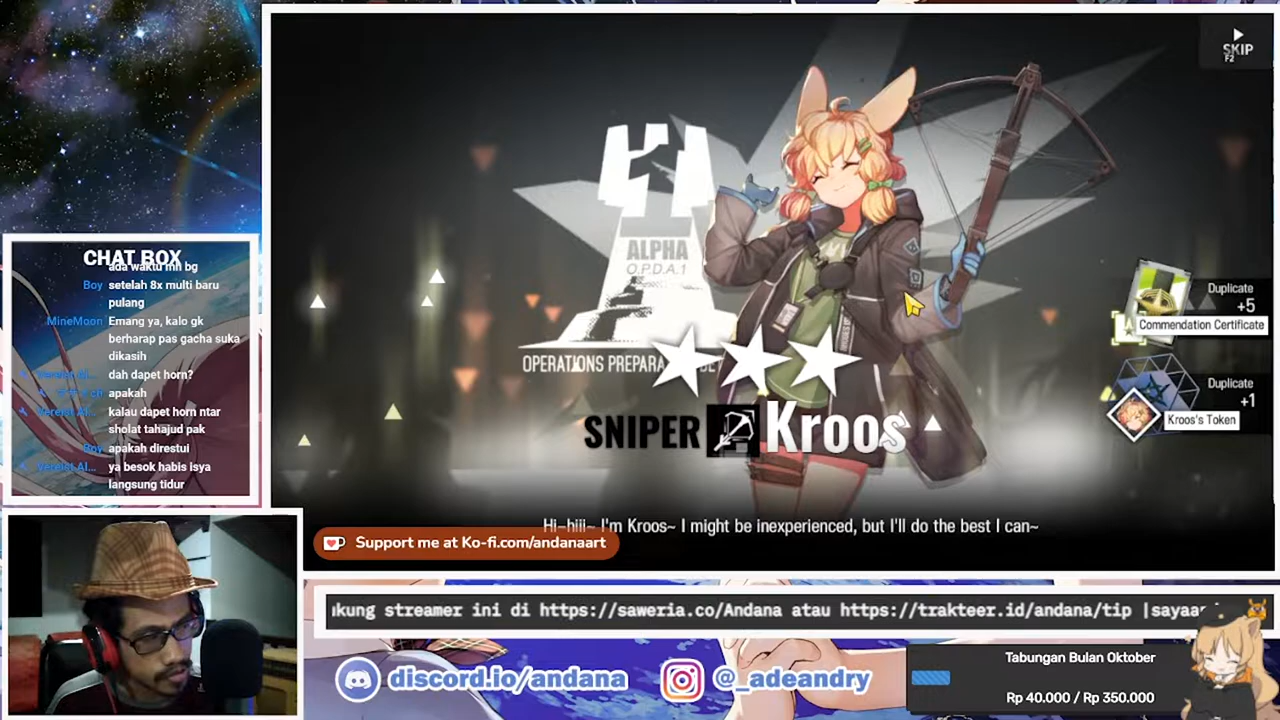 SKIP
F2
ALPHA
O.P.D.A.1
OPERATIONS PREPARA
SNIPER Kroos
Duplicate
+5
Commendation Certificate
Duplicate
+1
Kroos's Token
Hi-hiii~ I'm Kroos~ I might be inexperienced, but I'll do the best I can~
Support me at Ko-fi.com/andanaart
CHAT BOX
ada waktu mh bg
Boy setelah 8x multi baru
pulang
MineMoon Emang ya, kalo gk
berharap pas gacha suka
dikasih
dah dapet horn?
apakah
kalau dapet horn ntar
sholat tahajud pak
Boy apakah direstui
ya besok habis isya
langsung tidur
ukung streamer ini di https://saweria.co/Andana atau https://trakteer.id/andana/tip |sayaa
discord.io/andana
@_adeandry
Tabungan Bulan Oktober
Rp 40.000 / Rp 350.000